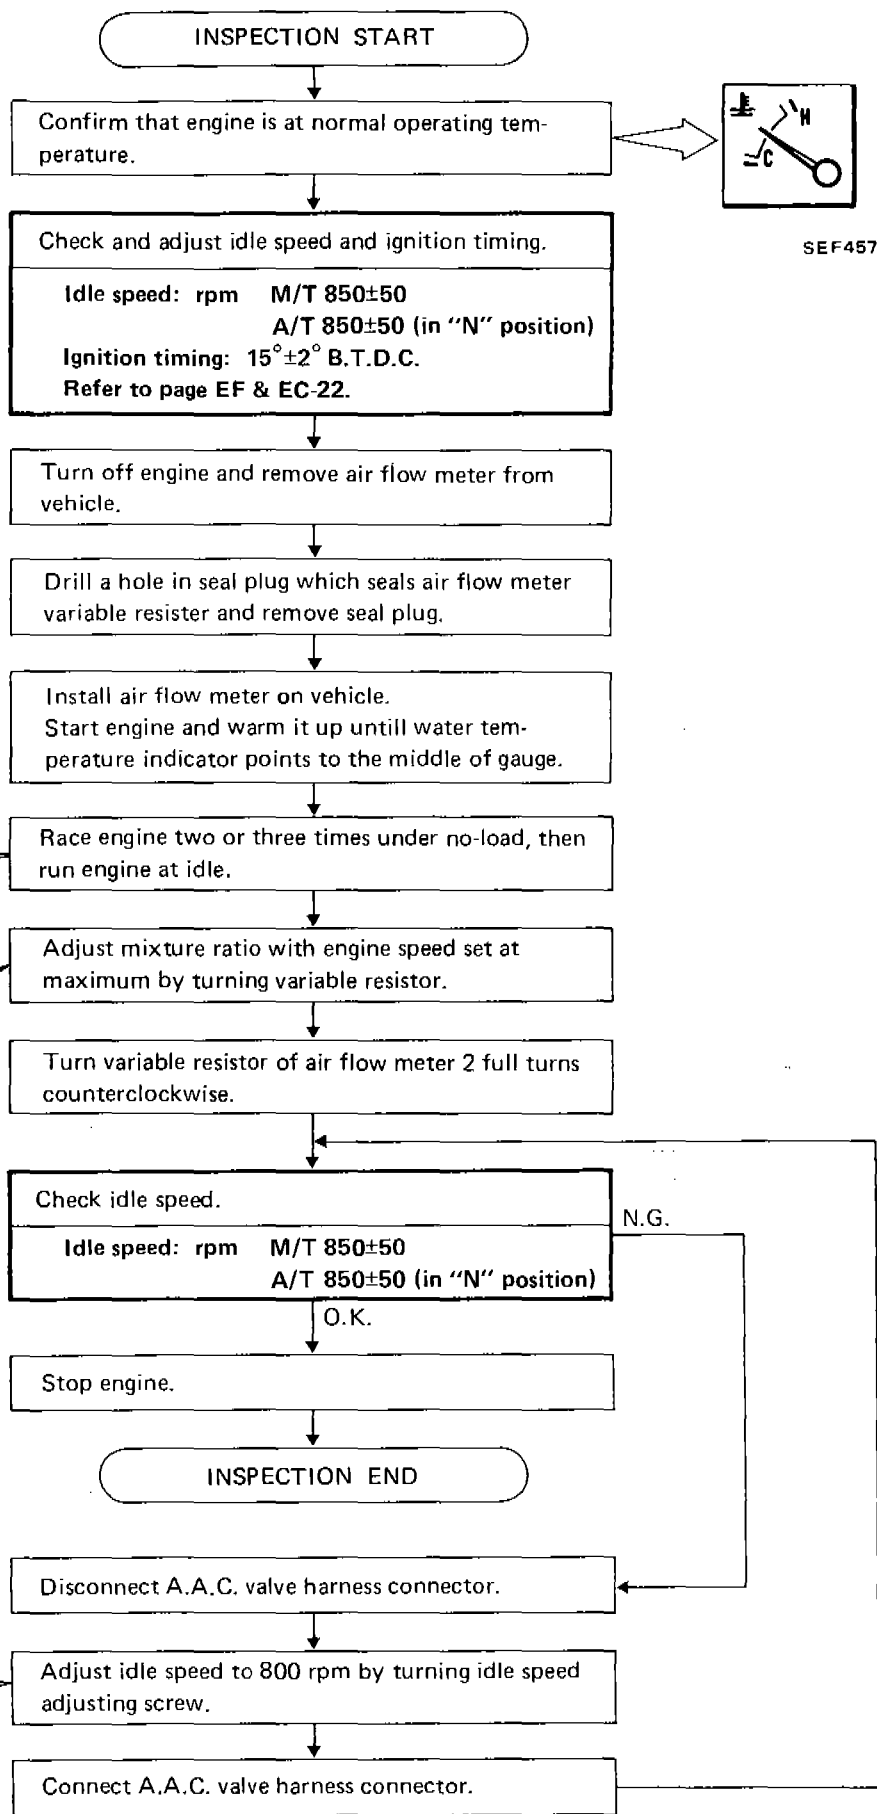 INSPECTION START
Confirm that engine is at normal operating tem-
perature.
H
C
SEF457
Check and adjust idle speed and ignition timing.
Idle speed: rpm M/T 850±50
A/T 850±50 (in “N” position)
Ignition timing: 15°±2° B.T.D.C.
Refer to page EF & EC-22.
Turn off engine and remove air flow meter from
vehicle.
Drill a hole in seal plug which seals air flow meter
variable resister and remove seal plug.
Install air flow meter on vehicle.
Start engine and warm it up untill water tem-
perature indicator points to the middle of gauge.
Race engine two or three times under no-load, then
run engine at idle.
Adjust mixture ratio with engine speed set at
maximum by turning variable resistor.
Turn variable resistor of air flow meter 2 full turns
counterclockwise.
Check idle speed.
N.G.
Idle speed: rpm M/T 850±50
A/T 850±50 (in “N” position)
O.K.
Stop engine.
INSPECTION END
Disconnect A.A.C. valve harness connector.
Adjust idle speed to 800 rpm by turning idle speed
adjusting screw.
Connect A.A.C. valve harness connector.